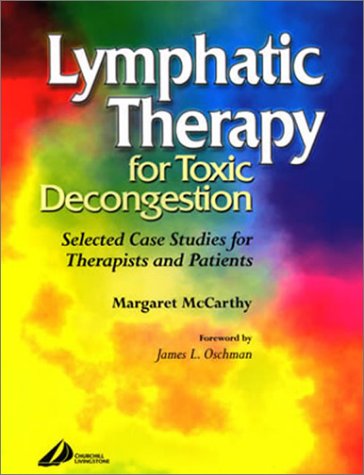 Lymphatic
Therapy
for Toxic
Decongestion
Selected Case Studies for
Therapists and Patients
Margaret McCarthy
Foreword by
James L. Oschman
CHURCHILL
LIVINGSTONE